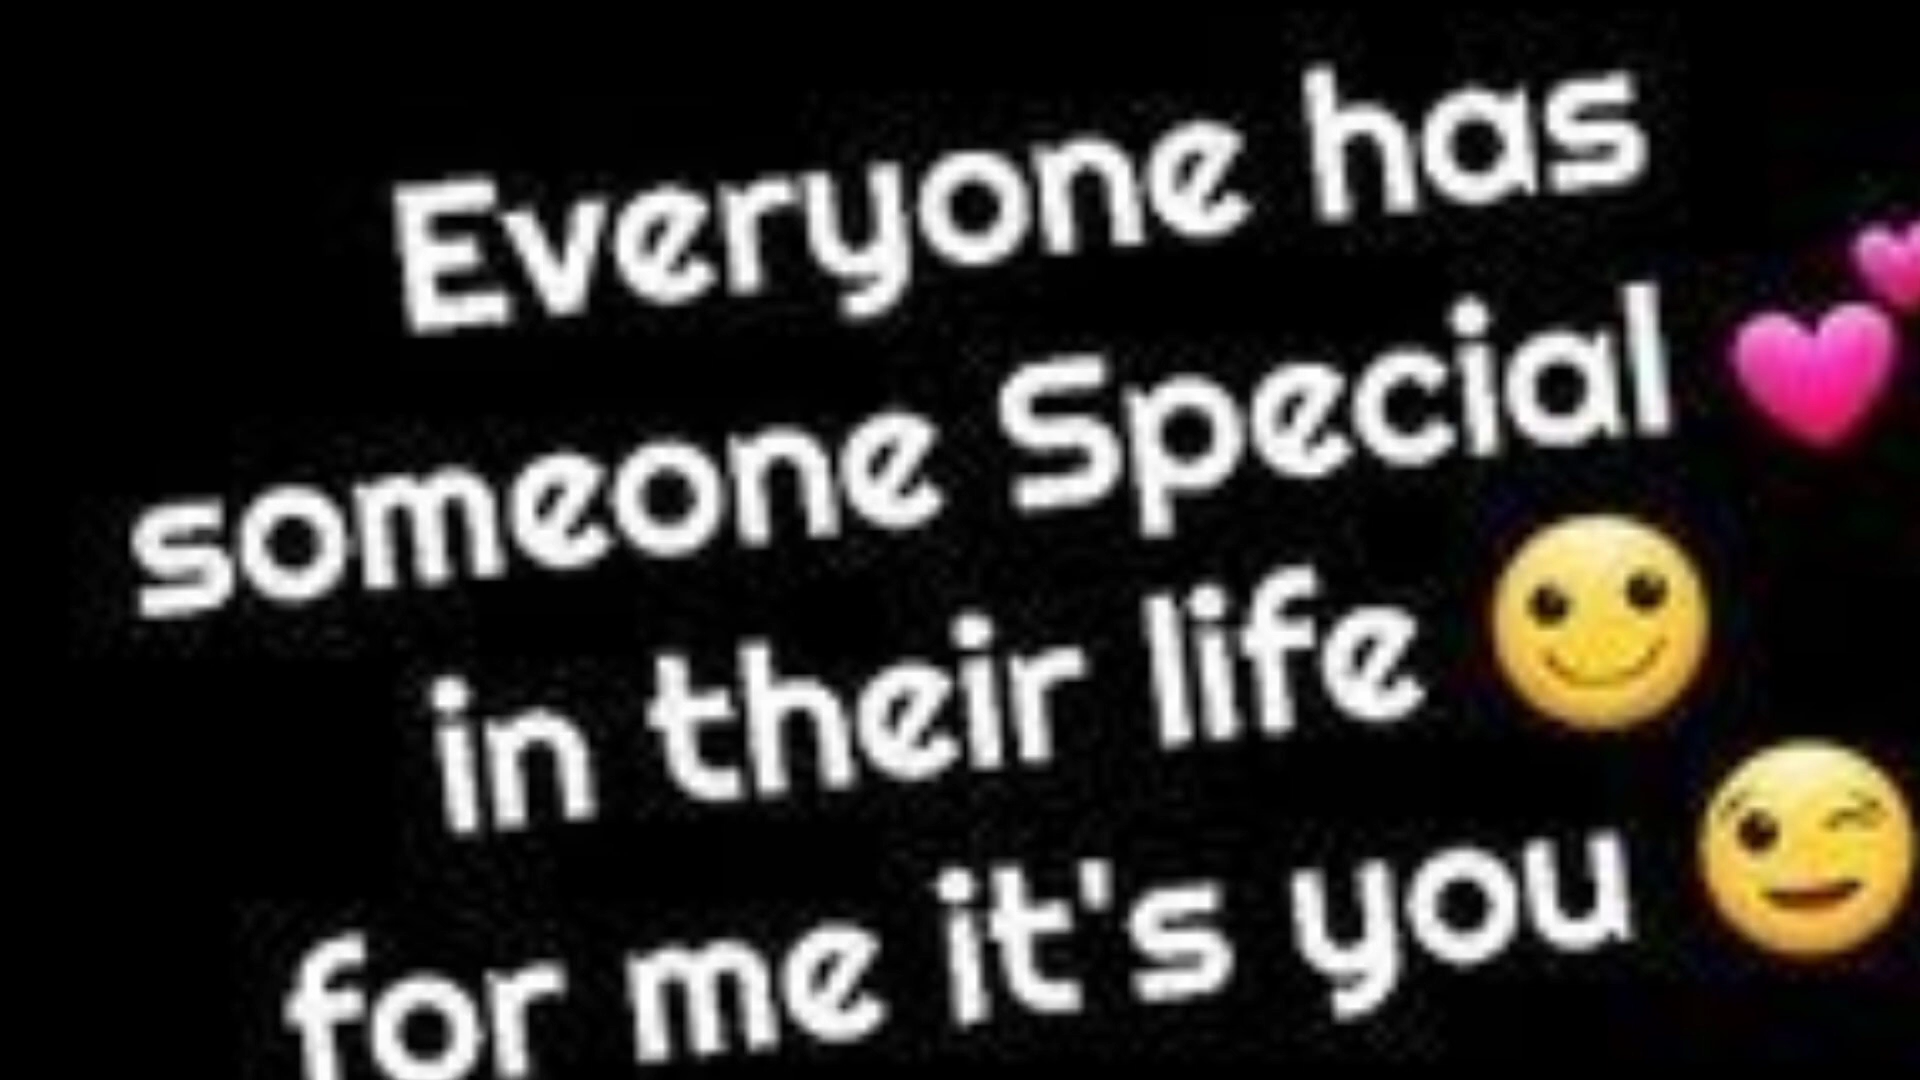 Everyone has
someone Special 💕
in their life 🙂
for me it's you 😉